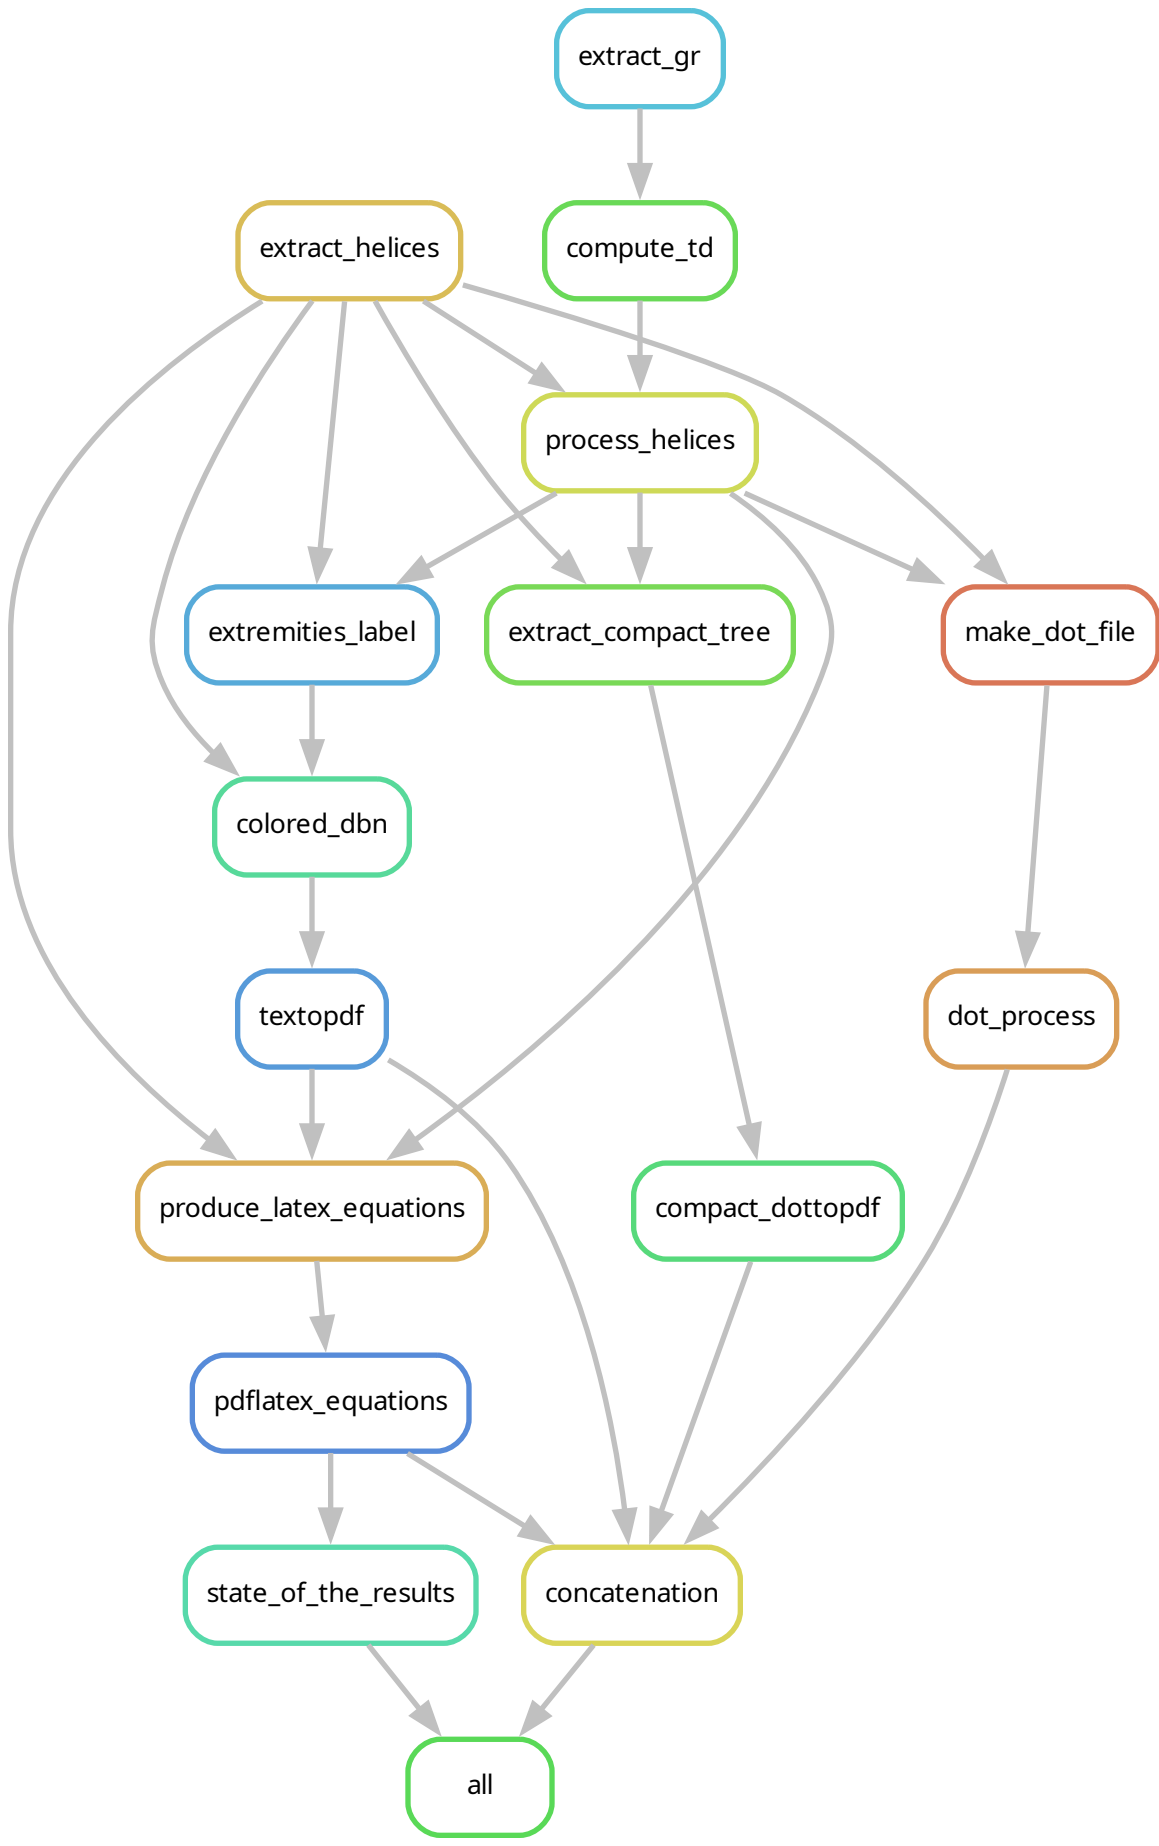 extract_gr
extract_helices
compute_td
process_helices
extremities_label
extract_compact_tree
make_dot_file
colored_dbn
textopdf
dot_process
produce_latex_equations
compact_dottopdf
pdflatex_equations
state_of_the_results
concatenation
all